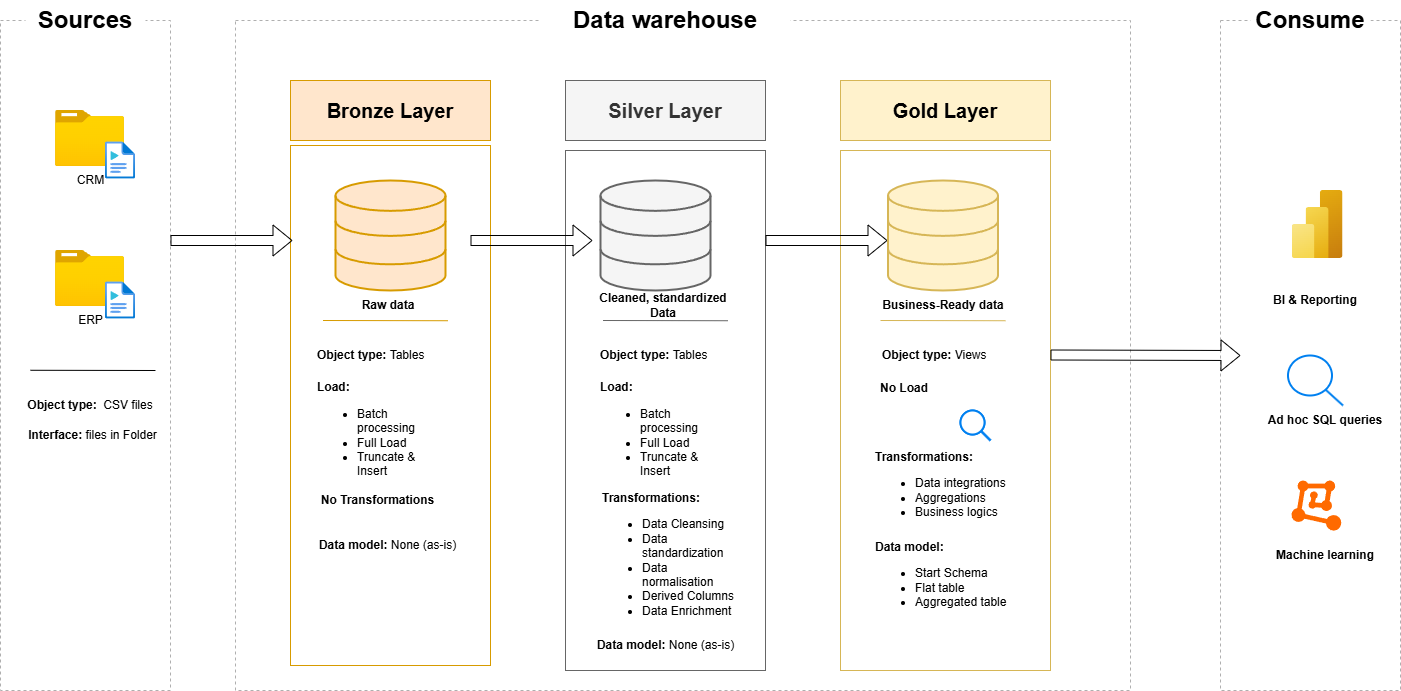 Sources
Data warehouse
Consume
CRM
ERP
Object type: CSV files
Interface: files in Folder
Bronze Layer
Raw data
Object type: Tables
Load:
Batch
processing
Full Load
Truncate &
Insert
No Transformations
Data model: None (as-is)
Silver Layer
Cleaned, standardized
Data
Object type: Tables
Load:
Batch
processing
Full Load
Truncate &
Insert
Transformations:
Data Cleansing
Data
standardization
Data
normalisation
Derived Columns
Data Enrichment
Data model: None (as-is)
Gold Layer
Business-Ready data
Object type: Views
No Load
Transformations:
Data integrations
Aggregations
Business logics
Data model:
Start Schema
Flat table
Aggregated table
BI & Reporting
Ad hoc SQL queries
Machine learning